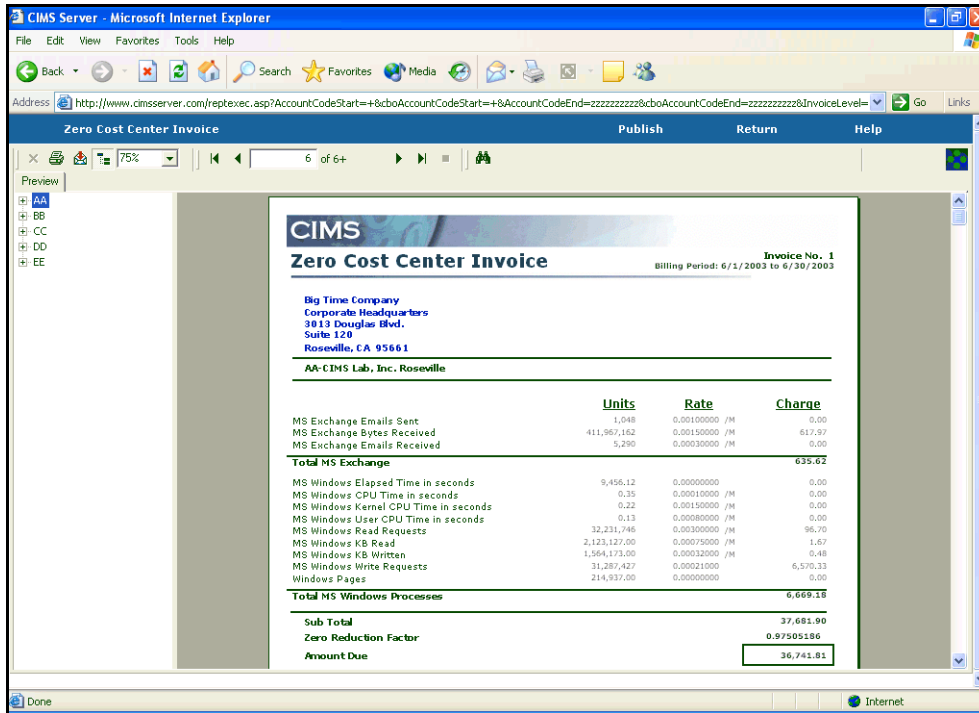 CIMS Server - Microsoft Internet Explorer
File Edit View Favorites Tools Help
Back Search Favorites Media
Address http://www.cimsserver.com/reptexec.asp?AccountCodeStart=+&cboAccountCodeStart=+&AccountCodeEnd=zzzzzzzzzz&cboAccountCodeEnd=zzzzzzzzzz&InvoiceLevel= Go Links
Zero Cost Center Invoice Publish Return Help
75% 6 of 6+
Preview
AA
BB
CC
DD
EE
CIMS
Zero Cost Center Invoice
Invoice No. 1
Billing Period: 6/1/2003 to 6/30/2003
Big Time Company
Corporate Headquarters
3013 Douglas Blvd.
Suite 120
Roseville, CA 95661
AA-CIMS Lab, Inc. Roseville
Units Rate Charge
MS Exchange Emails Sent 1,048 0.00100000 /M 0.00
MS Exchange Bytes Received 411,967,162 0.00150000 /M 617.97
MS Exchange Emails Received 5,290 0.00030000 /M 0.00
Total MS Exchange 635.62
MS Windows Elapsed Time in seconds 9,456.12 0.00000000 0.00
MS Windows CPU Time in seconds 0.35 0.00010000 /M 0.00
MS Windows Kernel CPU Time in seconds 0.22 0.00150000 /M 0.00
MS Windows User CPU Time in seconds 0.13 0.00080000 /M 0.00
MS Windows Read Requests 32,231,746 0.00300000 /M 96.70
MS Windows KB Read 2,123,127.00 0.00075000 /M 1.67
MS Windows KB Written 1,564,173.00 0.00032000 /M 0.48
MS Windows Write Requests 31,287,427 0.00021000 6,570.33
Windows Pages 214,937.00 0.00000000 0.00
Total MS Windows Processes 6,669.18
Sub Total 37,681.90
Zero Reduction Factor 0.97505186
Amount Due 36,741.81
Done Internet